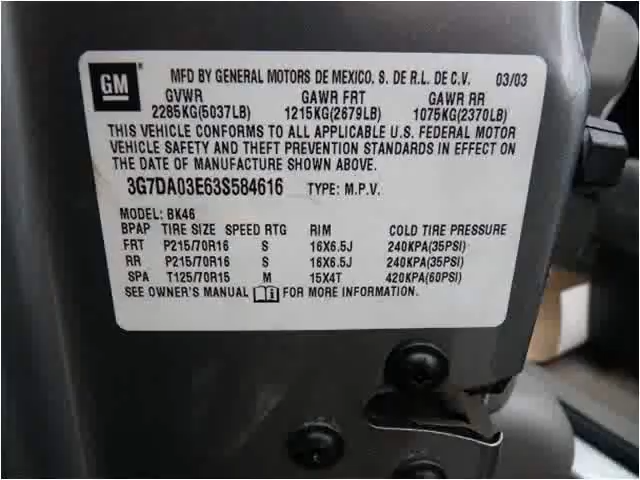 GM ®
MFD BY GENERAL MOTORS DE MEXICO, S. DE R.L. DE C.V. 03/03
GVWR GAWR FRT GAWR RR
2285KG(5037LB) 1215KG(2679LB) 1075KG(2370LB)
THIS VEHICLE CONFORMS TO ALL APPLICABLE U.S. FEDERAL MOTOR
VEHICLE SAFETY AND THEFT PREVENTION STANDARDS IN EFFECT ON
THE DATE OF MANUFACTURE SHOWN ABOVE.
3G7DA03E63S584616 TYPE: M.P.V.
MODEL: BK46
BPAP TIRE SIZE SPEED RTG RIM COLD TIRE PRESSURE
FRT P215/70R16 S 16X6.5J 240KPA(35PSI)
RR P215/70R16 S 16X6.5J 240KPA(35PSI)
SPA T125/70R15 M 15X4T 420KPA(60PSI)
SEE OWNER'S MANUAL FOR MORE INFORMATION.